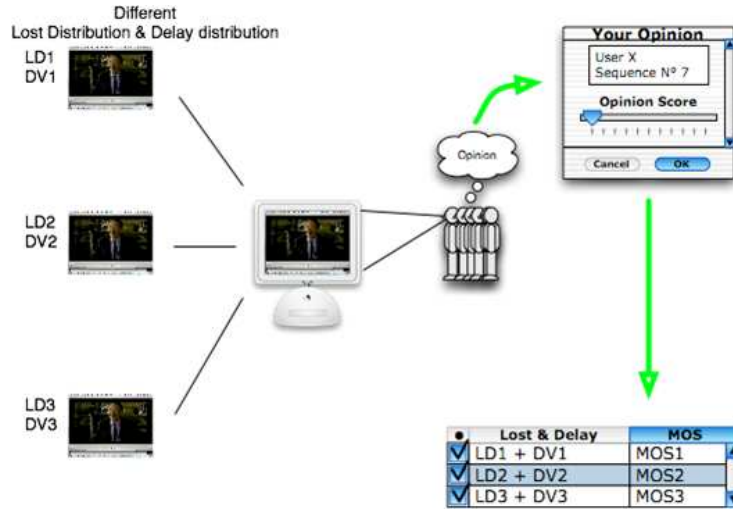 Different
Lost Distribution & Delay distribution
LD1
DV1
LD2
DV2
LD3
DV3
Opinion
Your Opinion
User X
Sequence Nº 7
Opinion Score
Cancel
OK
Lost & Delay MOS
LD1 + DV1 MOS1
LD2 + DV2 MOS2
LD3 + DV3 MOS3